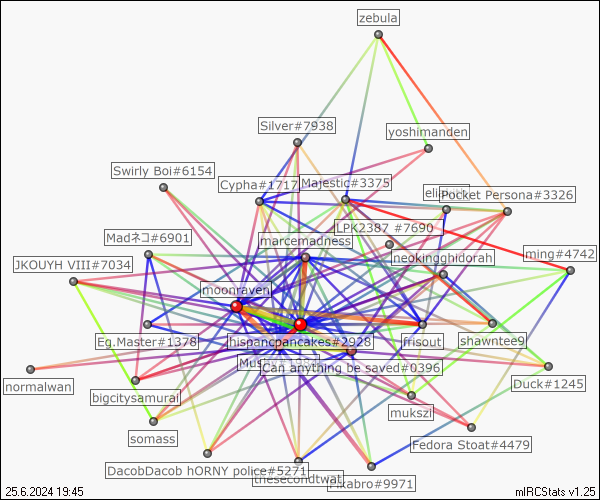 zebula
Silver#7938
yoshimanden
Swirly Boi#6154
Cypha#1717
Majestic#3375
Pocket Persona#3326
LPK2387 #7690
Madネコ#6901
marcemadness
neokingghidorah
ming#4742
JKOUYH VIII#7034
moonraven
Eg.Master#1378
hispancpancakes#2928
frisout
shawntee9
Can anything be saved#0396
normalwan
bigcitysamurai
Duck#1245
mukszi
somass
Fedora Stoat#4479
DacobDacob hORNY police#5271
thesecondtwat
Pikabro#9971
25.6.2024 19:45
mIRCStats v1.25